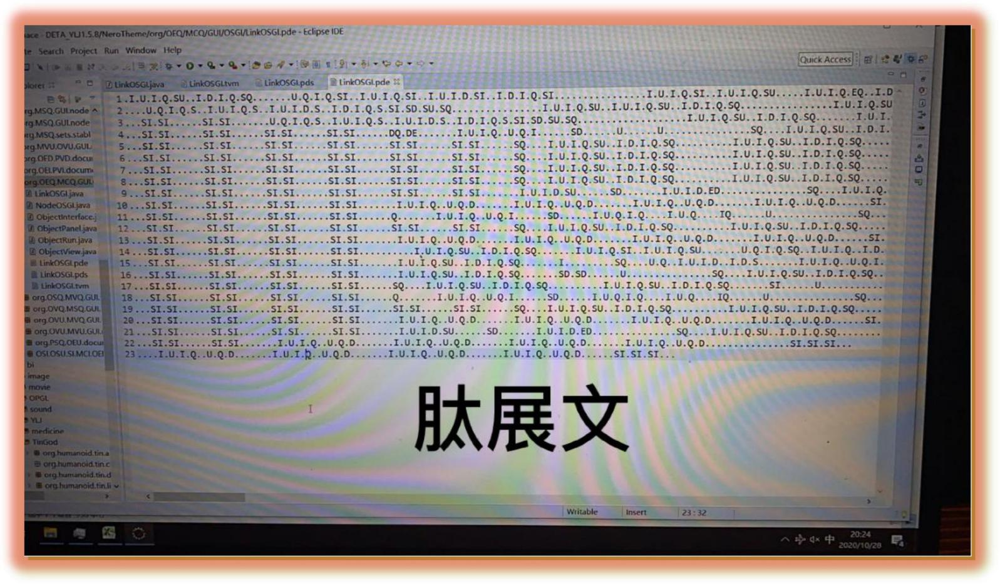 ace - DETA_YLJ1.5.8/NeroTheme/org/OEQ/MCQ/GUI/OSGI/LinkOSGI.pde - Eclipse IDE
te Search Project Run Window Help
Quick Access
plorer
LinkOSGI.java LinkOSGI.tvm LinkOSGI.pds LinkOSGI.pde
rg.MSQ.GUI.node
rg.MSQ.GUI.node
rg.MSQ.sets.stabl
rg.MVU.OVU.GUI.
org.OED.PVD.docu
org.OEI.PVI.docum
org.OEQ.MCQ.GUI.
LinkOSGI.java
NodeOSGI.java
ObjectInterface.j
ObjectPanel.java
ObjectRun.java
ObjectView.java
LinkOSGI.pde
LinkOSGI.pds
LinkOSGI.tvm
org.OSQ.MVQ.GUI.
org.OVQ.MSQ.GUI.
org.OVU.MVQ.GUI.
org.OVU.MVU.GUI.
org.PSQ.OEU.docu
OSI.OSU.SI.MCI.OEI
bi
image
movie
OPGL
sound
YLJ
medicine
TinGod
org.humanoid.tin.a
org.humanoid.tin.c
org.humanoid.tin.d
org.humanoid.tin.li
1..I.U.I.Q.SU..I.D.I.Q.SQ.......U.Q.I.Q.SI..I.U.I.Q.SI..I.U.I.D.SI..I.D.I.Q.SI..................I.U.I.Q.SI..I.U.I.Q.SU.....I.U.I.Q.EQ..I.D
2....U.Q.I.Q.S..I.U.I.Q.S..I.U.I.D.S..I.D.I.Q.S.SI.SD.SU.SQ..................I.U.I.Q.SU..I.U.I.Q.SU..I.D.I.Q.SQ..................I.U.I.Q.SU
3...SI.SI......SI.SI.......U.Q.I.Q.S..I.U.I.Q.S..I.U.I.D.S..I.D.I.Q.S.SI.SD.SU.SQ.....................I.U.I.Q.SU..I.D.I.Q.SQ.......I.U.I.
4...SI.SI......SI.SI......SI.SI......SI.SI......DQ.DE.......I.U.I.Q..U.Q.I......SD......U......U.................SQ....I.U.I.Q.SU..I.D.I.
5...SI.SI......SI.SI......SI.SI......SI.SI......SI.SI......SI.SI......SQ....I.U.I.Q.SU..I.D.I.Q.SQ...........I.U.I.Q.SU..I.D.I.Q.SQ.....
6...SI.SI......SI.SI......SI.SI......SI.SI......SI.SI......SI.SI......SQ....I.U.I.Q.SU..I.D.I.Q.SQ...........I.U.I.Q.SU..I.D.I.Q.SQ.....
7...SI.SI......SI.SI......SI.SI......SI.SI......SI.SI......SI.SI......SQ....I.U.I.Q.SU..I.D.I.Q.SQ...........I.U.I.Q.SU..I.D.I.Q.SQ.....
8...SI.SI......SI.SI......SI.SI......SI.SI......SI.SI......SI.SI......SQ....I.U.I.Q.SU..I.D.I.Q.SQ...........I.U.I.Q.SU..I.D.I.Q.SQ.....
9...SI.SI......SI.SI......SI.SI......SI.SI......SI.SI......SI.SI.......I.U.I.D.SU......SD.......I.U.I.D.ED.................SQ....I.U.I.Q.
10...SI.SI......SI.SI......SI.SI......SI.SI.......I.U.I.Q..U.Q.D.......I.U.I.Q..U.Q.D.......I.U.I.Q..U.Q.D.......I.U.I.Q..U.Q.D......SI.
11...SI.SI......SI.SI......SI.SI......SI.SI......Q.......I.U.I.Q..U.Q.I......SD......I.U.Q.I.Q....I.U.Q....IQ......U.................SQ...
12...SI.SI......SI.SI......SI.SI......SI.SI......SI.SI......SI.SI......SQ....I.U.I.Q.SU..I.D.I.Q.SQ...........I.U.I.Q.SU..I.D.I.Q.SQ.....
13...SI.SI......SI.SI......SI.SI......SI.SI.......I.U.I.Q..U.Q.D.......I.U.I.Q..U.Q.D.......I.U.I.Q..U.Q.D.......I.U.I.Q..U.Q.D......SI.
14...SI.SI......SI.SI......SI.SI......SI.SI..........I.U.I.Q.SU..I.D.I.Q.SQ.......I.U.I.Q.SI..I.U.I.Q.SU.......U.Q.I.Q.SQ..I.U.I.Q..I.D.
15...SI.SI......SI.SI......SI.SI......SI.SI.......I.U.I.Q.SU..I.D.I.Q.SQ.......I.........SQ....U.Q..I.U.I.D..I.D.S.......I.U.I.Q..U.Q.I.
16...SI.SI......SI.SI......SI.SI......SI.SI.......I.U.I.Q.SU..I.D.I.Q.SQ.......SD.SD......U.................SQ....I.U.I.Q.SU..I.D.I.Q.SQ..
17...SI.SI......SI.SI......SI.SI......SI.SI......SQ....I.U.I.Q.SU..I.D.I.Q.SQ...........I.U.I.Q.SU..I.D.I.Q.SQ.......SI......U.............
18...SI.SI......SI.SI......SI.SI......SI.SI......Q.......I.U.I.Q..U.Q.I......SD......I.U.Q.I.Q....I.U.Q....IQ......U.................SQ...
19...SI.SI......SI.SI......SI.SI......SI.SI......SI.SI......SI.SI......SQ....I.U.I.Q.SU..I.D.I.Q.SQ...........I.U.I.Q.SU..I.D.I.Q.SQ.....
20...SI.SI......SI.SI......SI.SI......SI.SI.......I.U.I.Q..U.Q.D.......I.U.I.Q..U.Q.D.......I.U.I.Q..U.Q.D.......I.U.I.Q..U.Q.D......SI.
21...SI.SI......SI.SI......SI.SI......SI.SI.......I.U.I.D.SU......SD.......I.U.I.D.ED.................SQ....I.U.I.Q.SU..I.D.I.Q.SQ........
22...SI.SI......SI.SI.......I.U.I.Q..U.Q.D.......I.U.I.Q..U.Q.D.......I.U.I.Q..U.Q.D.......I.U.I.Q..U.Q.D.................SI.SI.SI...
23....I.U.I.Q..U.Q.D.......I.U.I.Q..U.Q.D.......I.U.I.Q..U.Q.D.......I.U.I.Q..U.Q.D......SI.SI.SI...
肽展文
Writable Insert 23 : 32
中 20:24
2020/10/28
4